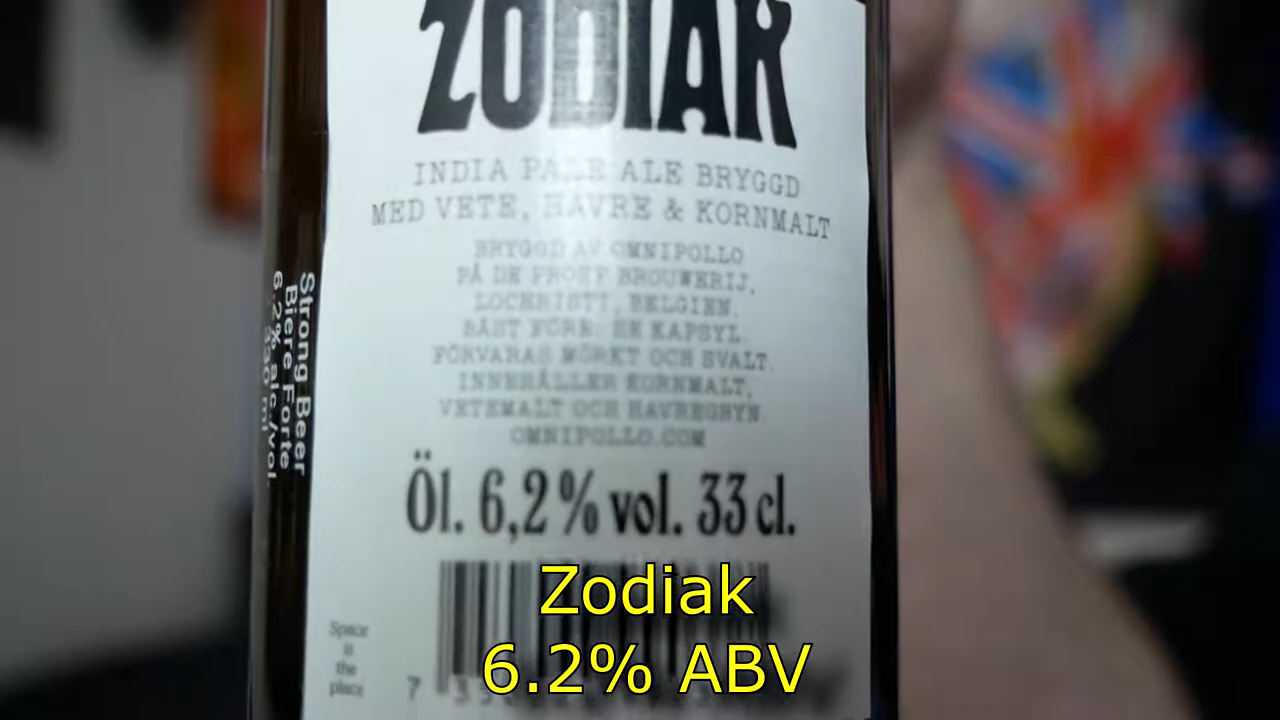 ZODIAK
INDIA PALE ALE BRYGGD
MED VETE, HAVRE & KORNMALT
BRYGGD AV OMNIPOLLO
PÅ DE PROEF BROUWERIJ,
LOCHRISTI, BELGIEN.
BÄST FÖRE: SE KAPSYL.
FÖRVARAS MÖRKT OCH SVALT.
INNEHÅLLER KORNMALT,
VETEMALT OCH HAVREGRYN
OMNIPOLLO.COM
Öl. 6,2% vol. 33 cl.
Strong Beer
Biere Forte
6.2% alc./vol
330 ml
Space
is
the
place
7
Zodiak
6.2% ABV